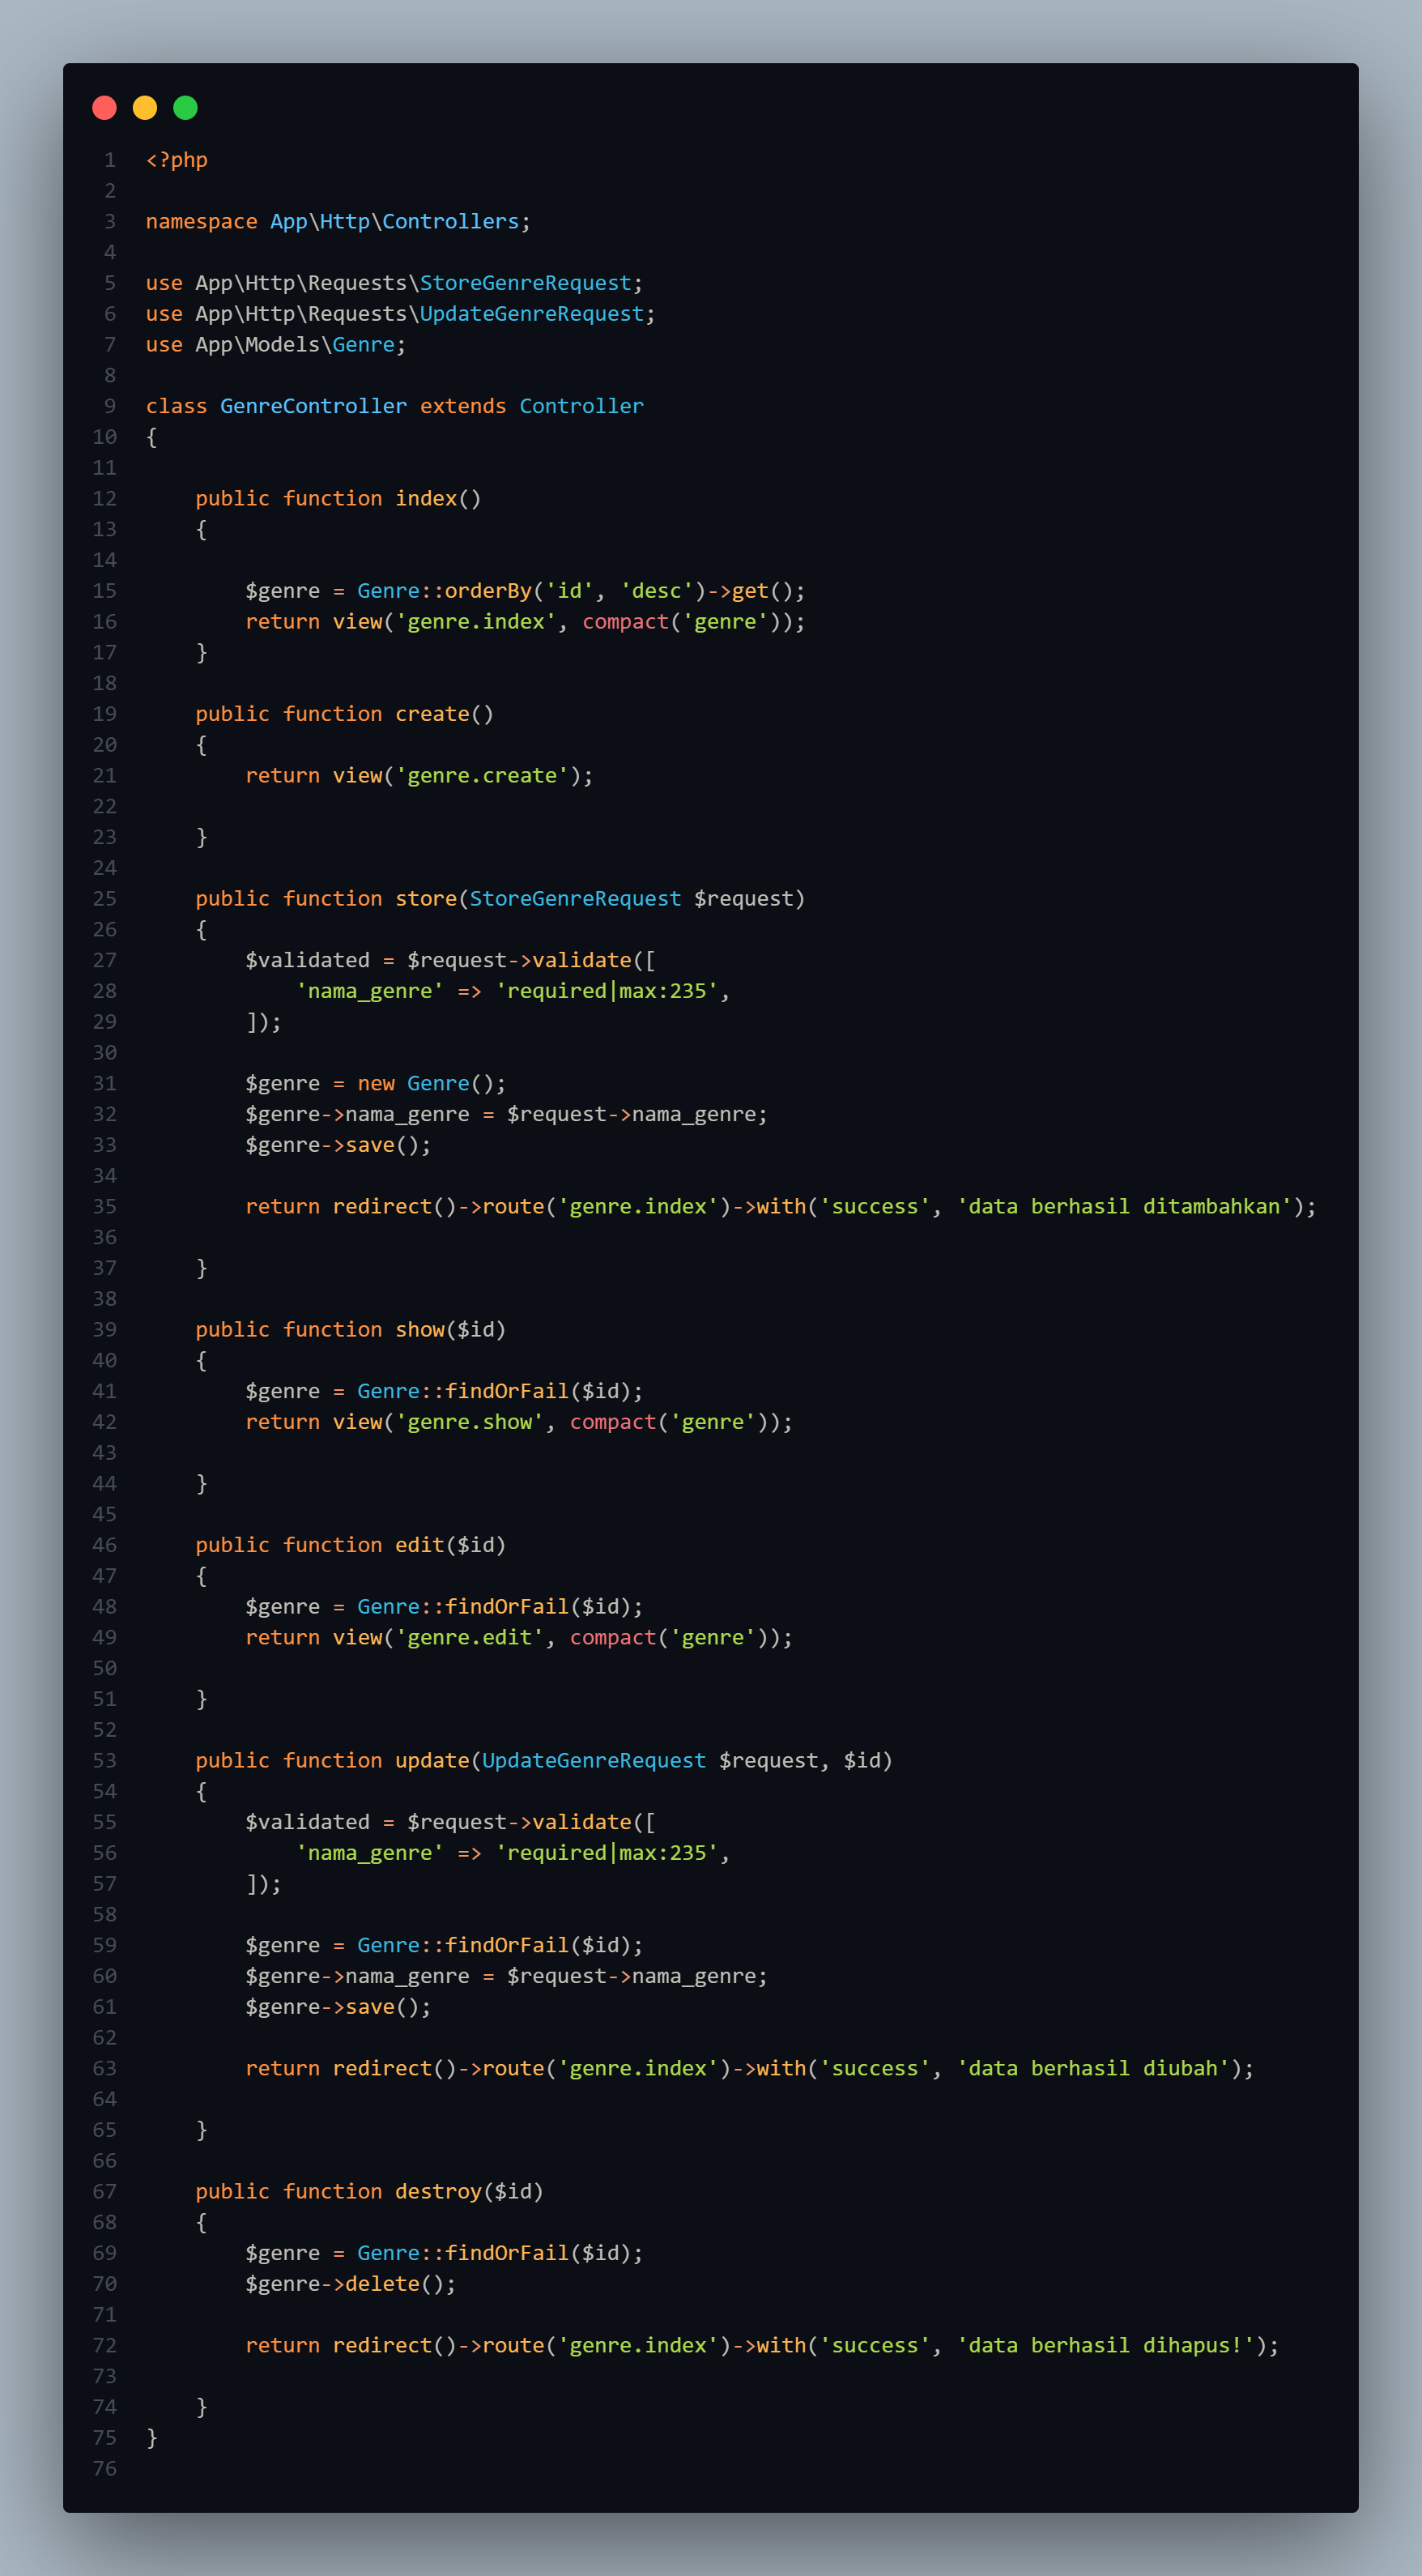 1 <?php
2
3 namespace App\Http\Controllers;
4
5 use App\Http\Requests\StoreGenreRequest;
6 use App\Http\Requests\UpdateGenreRequest;
7 use App\Models\Genre;
8
9 class GenreController extends Controller
10 {
11
12     public function index()
13     {
14
15         $genre = Genre::orderBy('id', 'desc')->get();
16         return view('genre.index', compact('genre'));
17     }
18
19     public function create()
20     {
21         return view('genre.create');
22
23     }
24
25     public function store(StoreGenreRequest $request)
26     {
27         $validated = $request->validate([
28             'nama_genre' => 'required|max:235',
29         ]);
30
31         $genre = new Genre();
32         $genre->nama_genre = $request->nama_genre;
33         $genre->save();
34
35         return redirect()->route('genre.index')->with('success', 'data berhasil ditambahkan');
36
37     }
38
39     public function show($id)
40     {
41         $genre = Genre::findOrFail($id);
42         return view('genre.show', compact('genre'));
43
44     }
45
46     public function edit($id)
47     {
48         $genre = Genre::findOrFail($id);
49         return view('genre.edit', compact('genre'));
50
51     }
52
53     public function update(UpdateGenreRequest $request, $id)
54     {
55         $validated = $request->validate([
56             'nama_genre' => 'required|max:235',
57         ]);
58
59         $genre = Genre::findOrFail($id);
60         $genre->nama_genre = $request->nama_genre;
61         $genre->save();
62
63         return redirect()->route('genre.index')->with('success', 'data berhasil diubah');
64
65     }
66
67     public function destroy($id)
68     {
69         $genre = Genre::findOrFail($id);
70         $genre->delete();
71
72         return redirect()->route('genre.index')->with('success', 'data berhasil dihapus!');
73
74     }
75 }
76